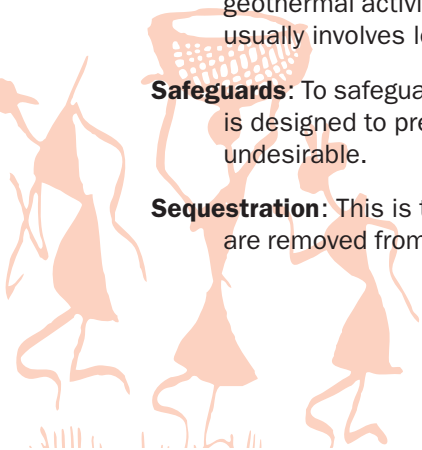 geothermal activi
usually involves l
Safeguards: To safegua
is designed to pre
undesirable.
Sequestration: This is t
are removed from